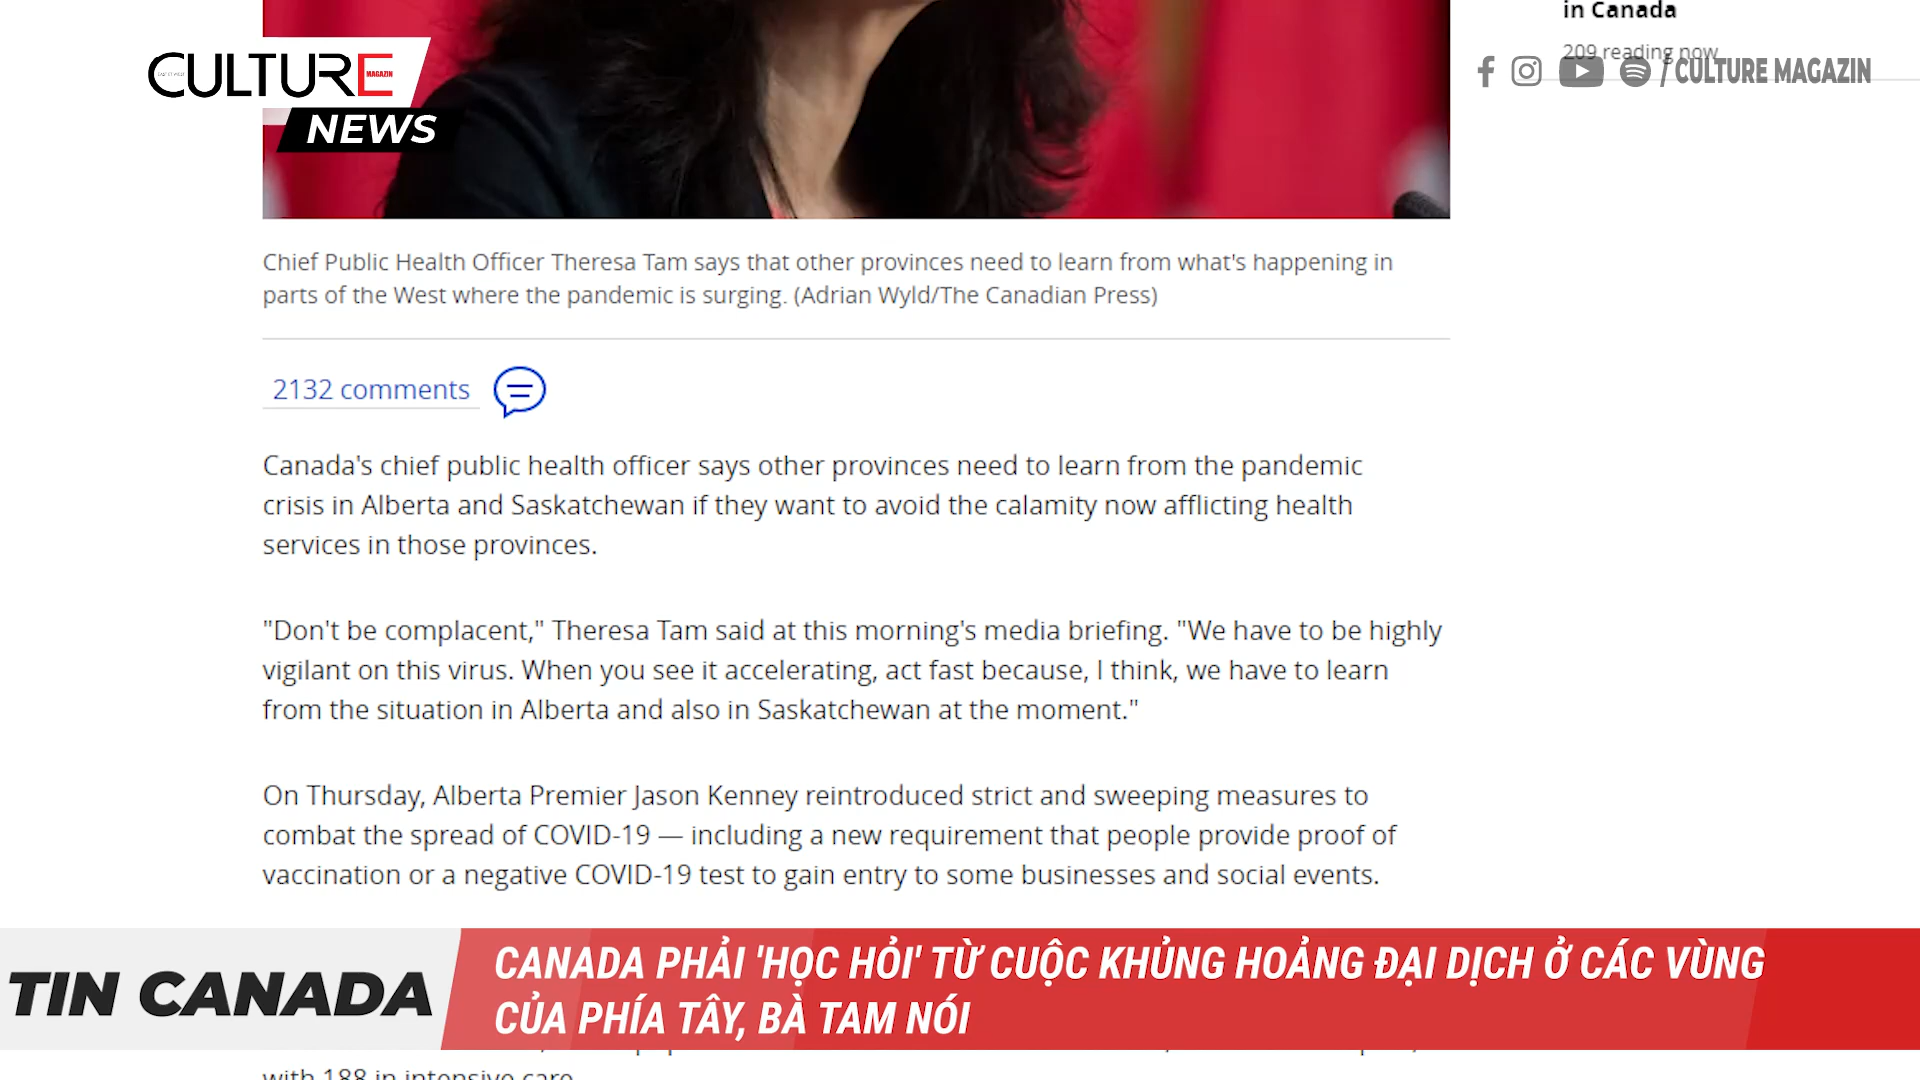 in Canada
209 reading now
CULTURE
MAGAZIN
NEWS
/ CULTURE MAGAZIN
Chief Public Health Officer Theresa Tam says that other provinces need to learn from what's happening in
parts of the West where the pandemic is surging. (Adrian Wyld/The Canadian Press)
2132 comments
Canada's chief public health officer says other provinces need to learn from the pandemic
crisis in Alberta and Saskatchewan if they want to avoid the calamity now afflicting health
services in those provinces.
"Don't be complacent," Theresa Tam said at this morning's media briefing. "We have to be highly
vigilant on this virus. When you see it accelerating, act fast because, I think, we have to learn
from the situation in Alberta and also in Saskatchewan at the moment."
On Thursday, Alberta Premier Jason Kenney reintroduced strict and sweeping measures to
combat the spread of COVID-19 — including a new requirement that people provide proof of
vaccination or a negative COVID-19 test to gain entry to some businesses and social events.
TIN CANADA
CANADA PHẢI 'HỌC HỎI' TỪ CUỘC KHỦNG HOẢNG ĐẠI DỊCH Ở CÁC VÙNG
CỦA PHÍA TÂY, BÀ TAM NÓI
with 188 in intensive care